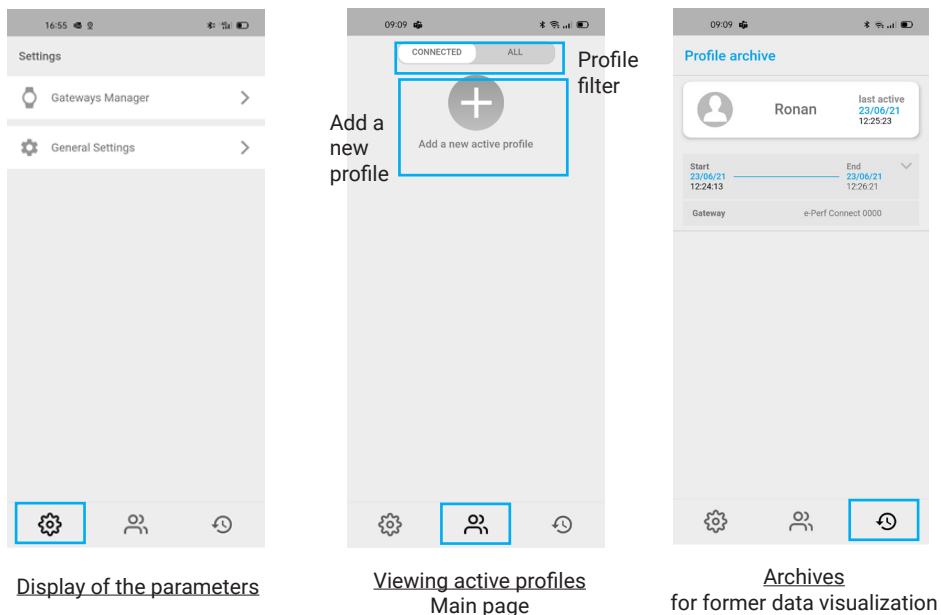 16:55
Settings
Gateways Manager
General Settings
Display of the parameters
09:09
CONNECTED
ALL
Profile
filter
Add a
new
profile
Add a new active profile
Viewing active profiles
Main page
09:09
Profile archive
Ronan
last active
23/06/21
12:25:23
Start
End
23/06/21
23/06/21
12:24:13
12:26:21
Gateway
e-Perf Connect 0000
Archives
for former data visualization